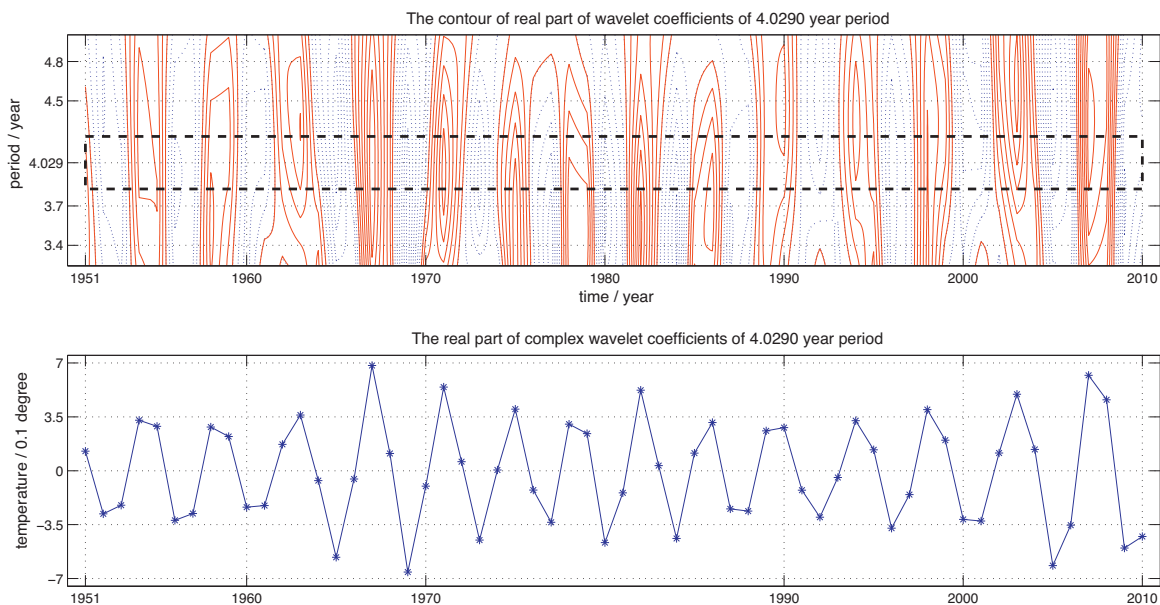 The contour of real part of wavelet coefficients of 4.0290 year period
period / year
4.8
4.5
4.029
3.7
3.4
1951 1960 1970 1980 1990 2000 2010
time / year
The real part of complex wavelet coefficients of 4.0290 year period
temperature / 0.1 degree
7
3.5
0
−3.5
−7
1951 1960 1970 1980 1990 2000 2010